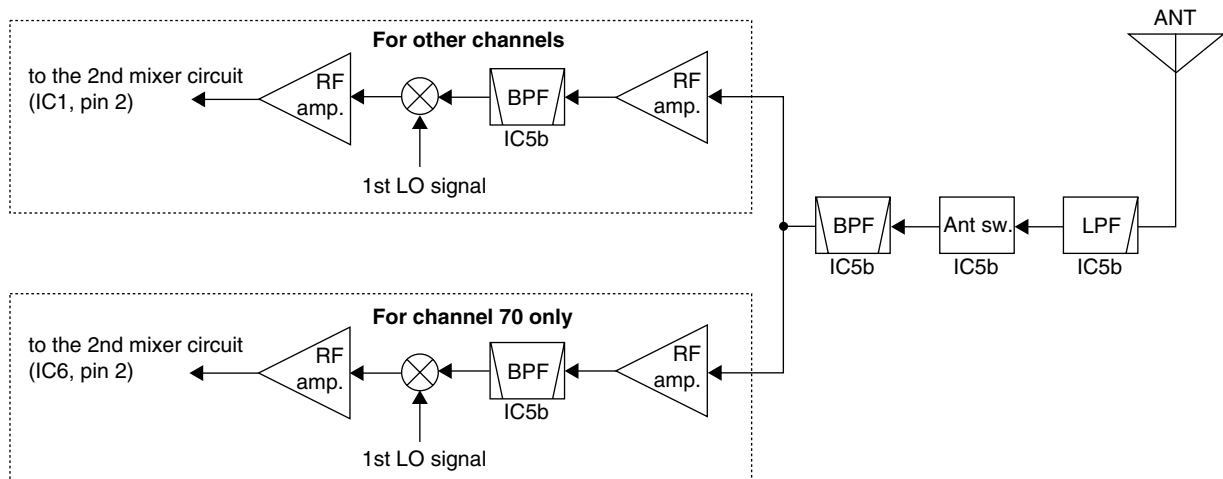 ANT
For other channels
to the 2nd mixer circuit
(IC1, pin 2)
RF
amp.
BPF
IC5b
RF
amp.
1st LO signal
BPF
IC5b
Ant sw.
IC5b
LPF
IC5b
For channel 70 only
to the 2nd mixer circuit
(IC6, pin 2)
RF
amp.
BPF
IC5b
RF
amp.
1st LO signal